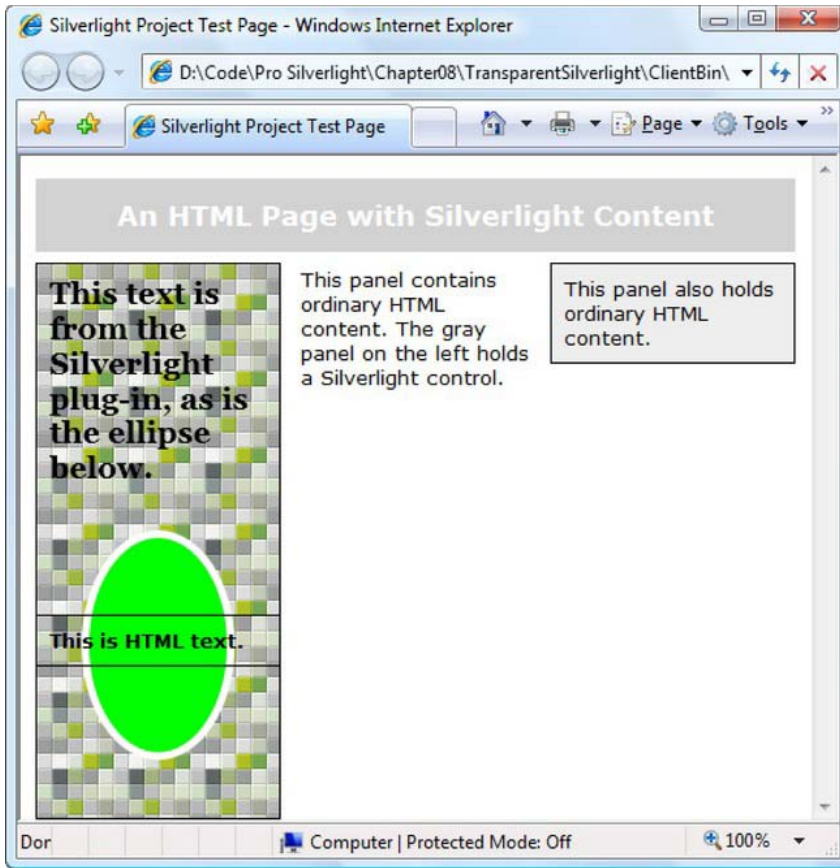 Silverlight Project Test Page - Windows Internet Explorer
D:\Code\Pro Silverlight\Chapter08\TransparentSilverlight\ClientBin\
Silverlight Project Test Page
Page
Tools
An HTML Page with Silverlight Content
This text is
from the
Silverlight
plug-in, as is
the ellipse
below.
This is HTML text.
This panel contains
ordinary HTML
content. The gray
panel on the left holds
a Silverlight control.
This panel also holds
ordinary HTML
content.
Dor
Computer | Protected Mode: Off
100%